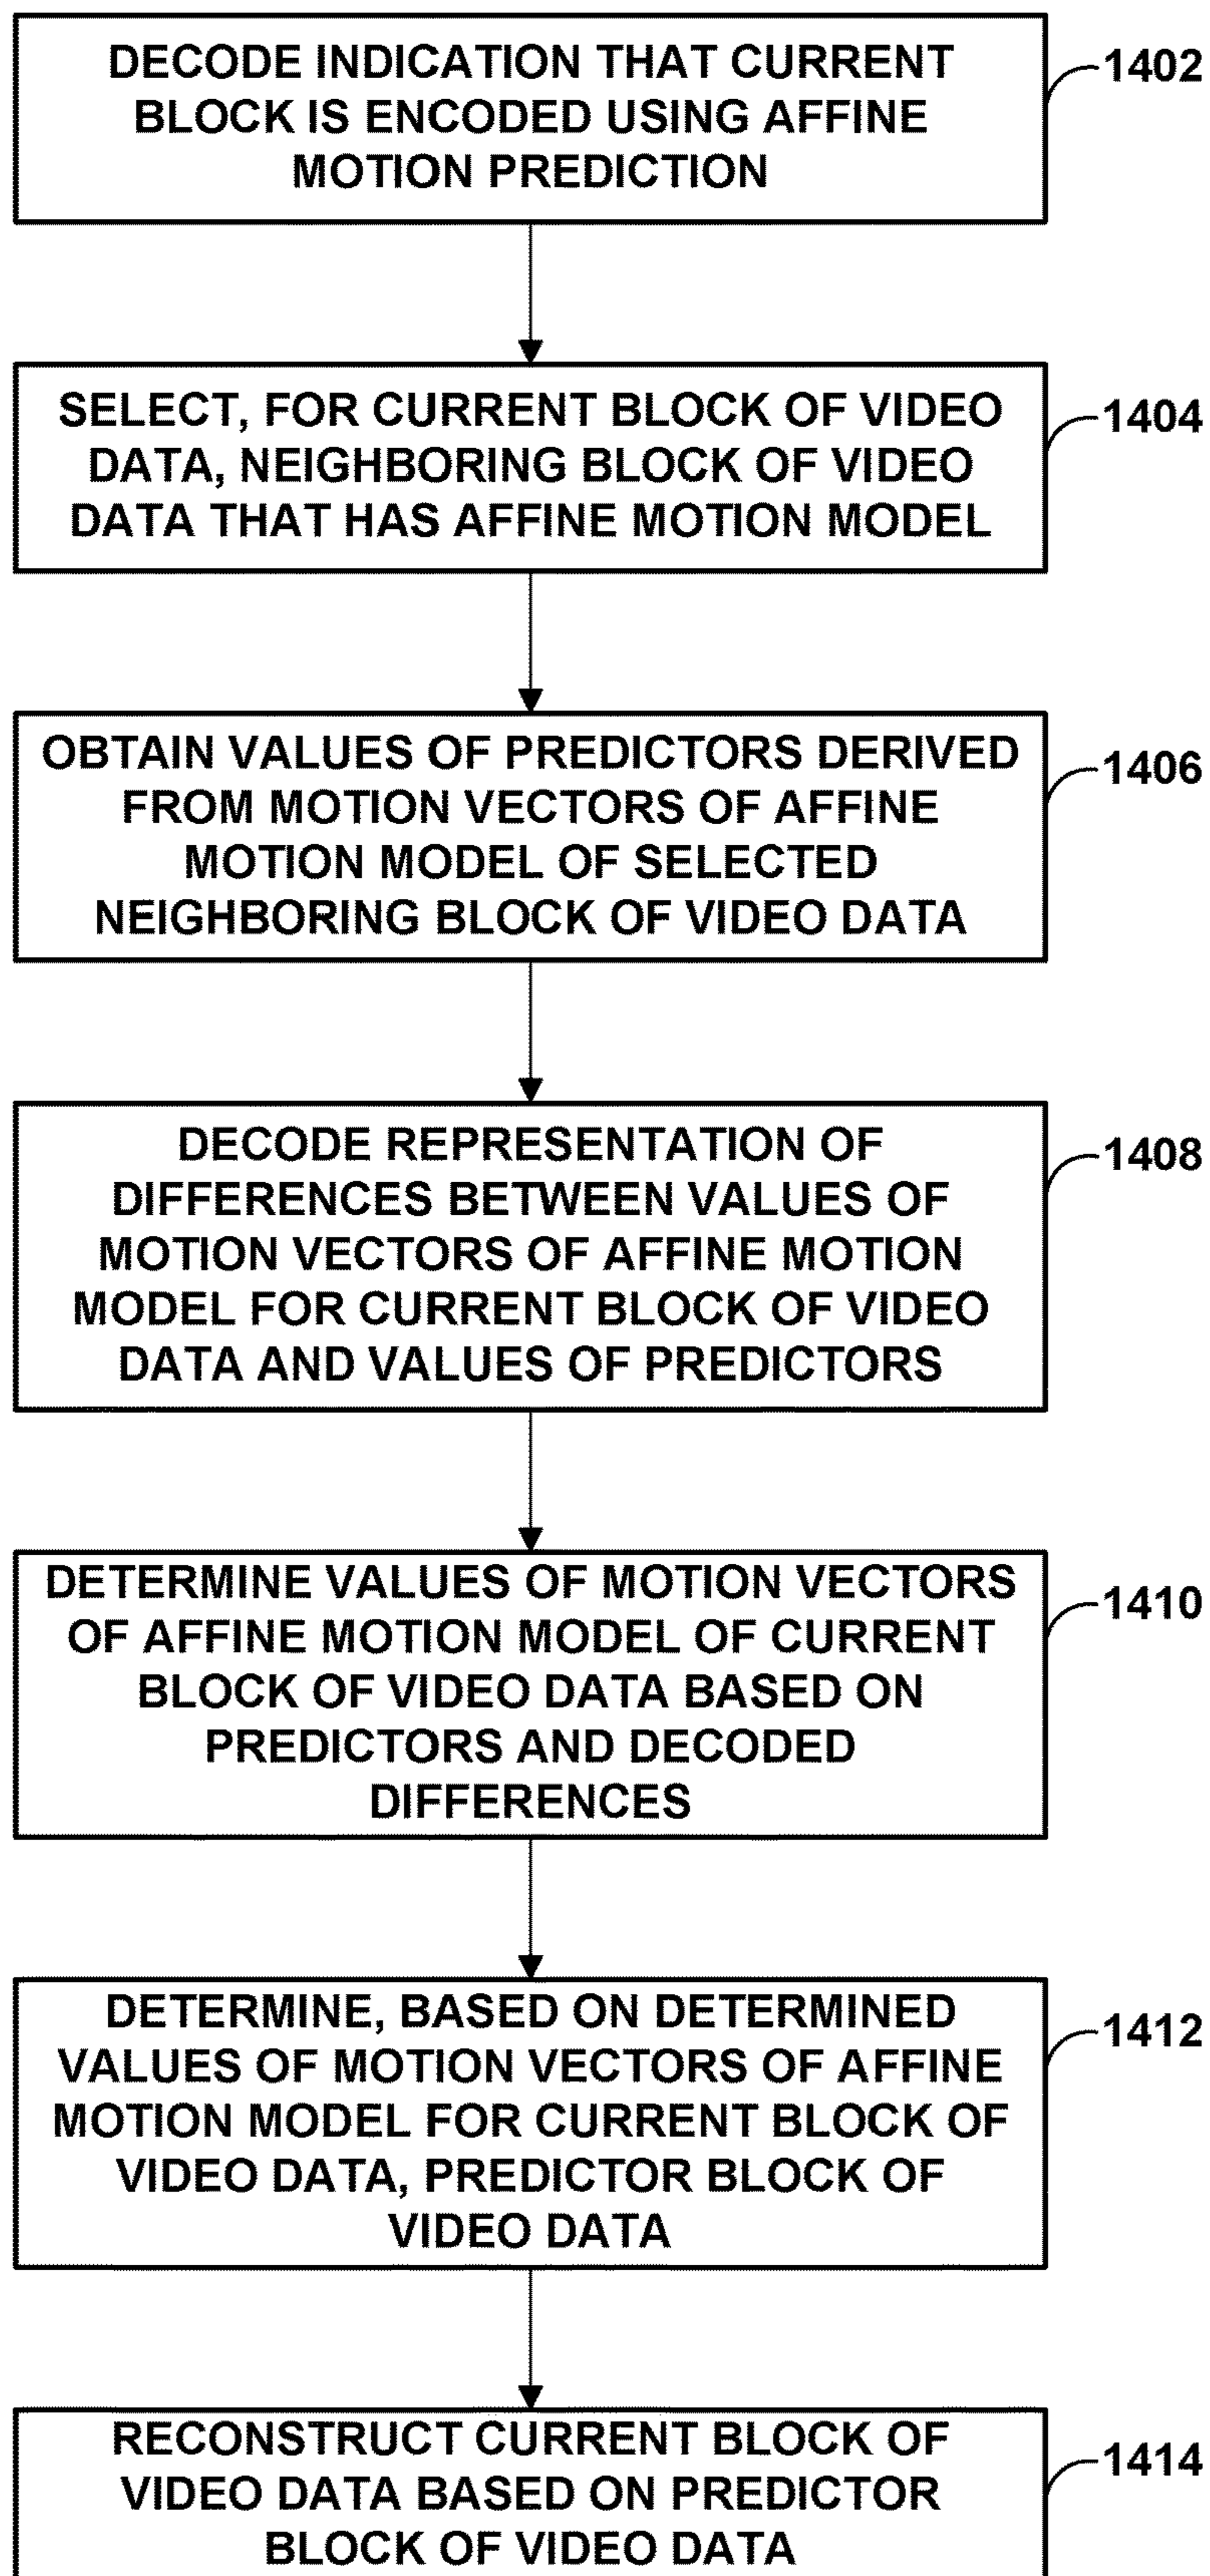 DECODE INDICATION THAT CURRENT
BLOCK IS ENCODED USING AFFINE
MOTION PREDICTION
1402
SELECT, FOR CURRENT BLOCK OF VIDEO
DATA, NEIGHBORING BLOCK OF VIDEO
DATA THAT HAS AFFINE MOTION MODEL
1404
OBTAIN VALUES OF PREDICTORS DERIVED
FROM MOTION VECTORS OF AFFINE
MOTION MODEL OF SELECTED
NEIGHBORING BLOCK OF VIDEO DATA
1406
DECODE REPRESENTATION OF
DIFFERENCES BETWEEN VALUES OF
MOTION VECTORS OF AFFINE MOTION
MODEL FOR CURRENT BLOCK OF VIDEO
DATA AND VALUES OF PREDICTORS
1408
DETERMINE VALUES OF MOTION VECTORS
OF AFFINE MOTION MODEL OF CURRENT
BLOCK OF VIDEO DATA BASED ON
PREDICTORS AND DECODED
DIFFERENCES
1410
DETERMINE, BASED ON DETERMINED
VALUES OF MOTION VECTORS OF AFFINE
MOTION MODEL FOR CURRENT BLOCK OF
VIDEO DATA, PREDICTOR BLOCK OF
VIDEO DATA
1412
RECONSTRUCT CURRENT BLOCK OF
VIDEO DATA BASED ON PREDICTOR
BLOCK OF VIDEO DATA
1414